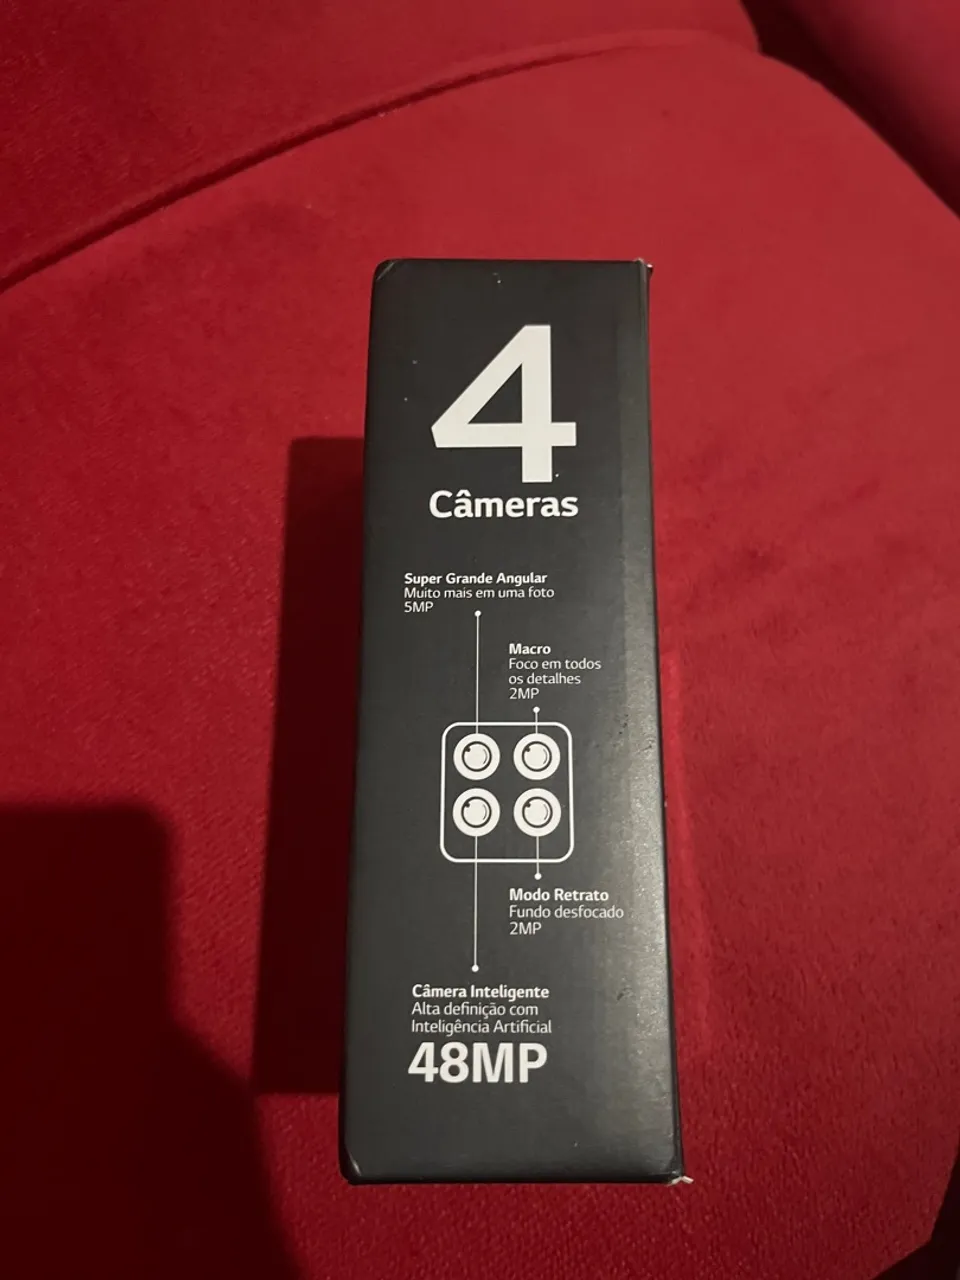 4
Câmeras
Super Grande Angular
Muito mais em uma foto
5MP
Macro
Foco em todos
os detalhes
2MP
Modo Retrato
Fundo desfocado
2MP
Câmera Inteligente
Alta definição com
Inteligência Artificial
48MP